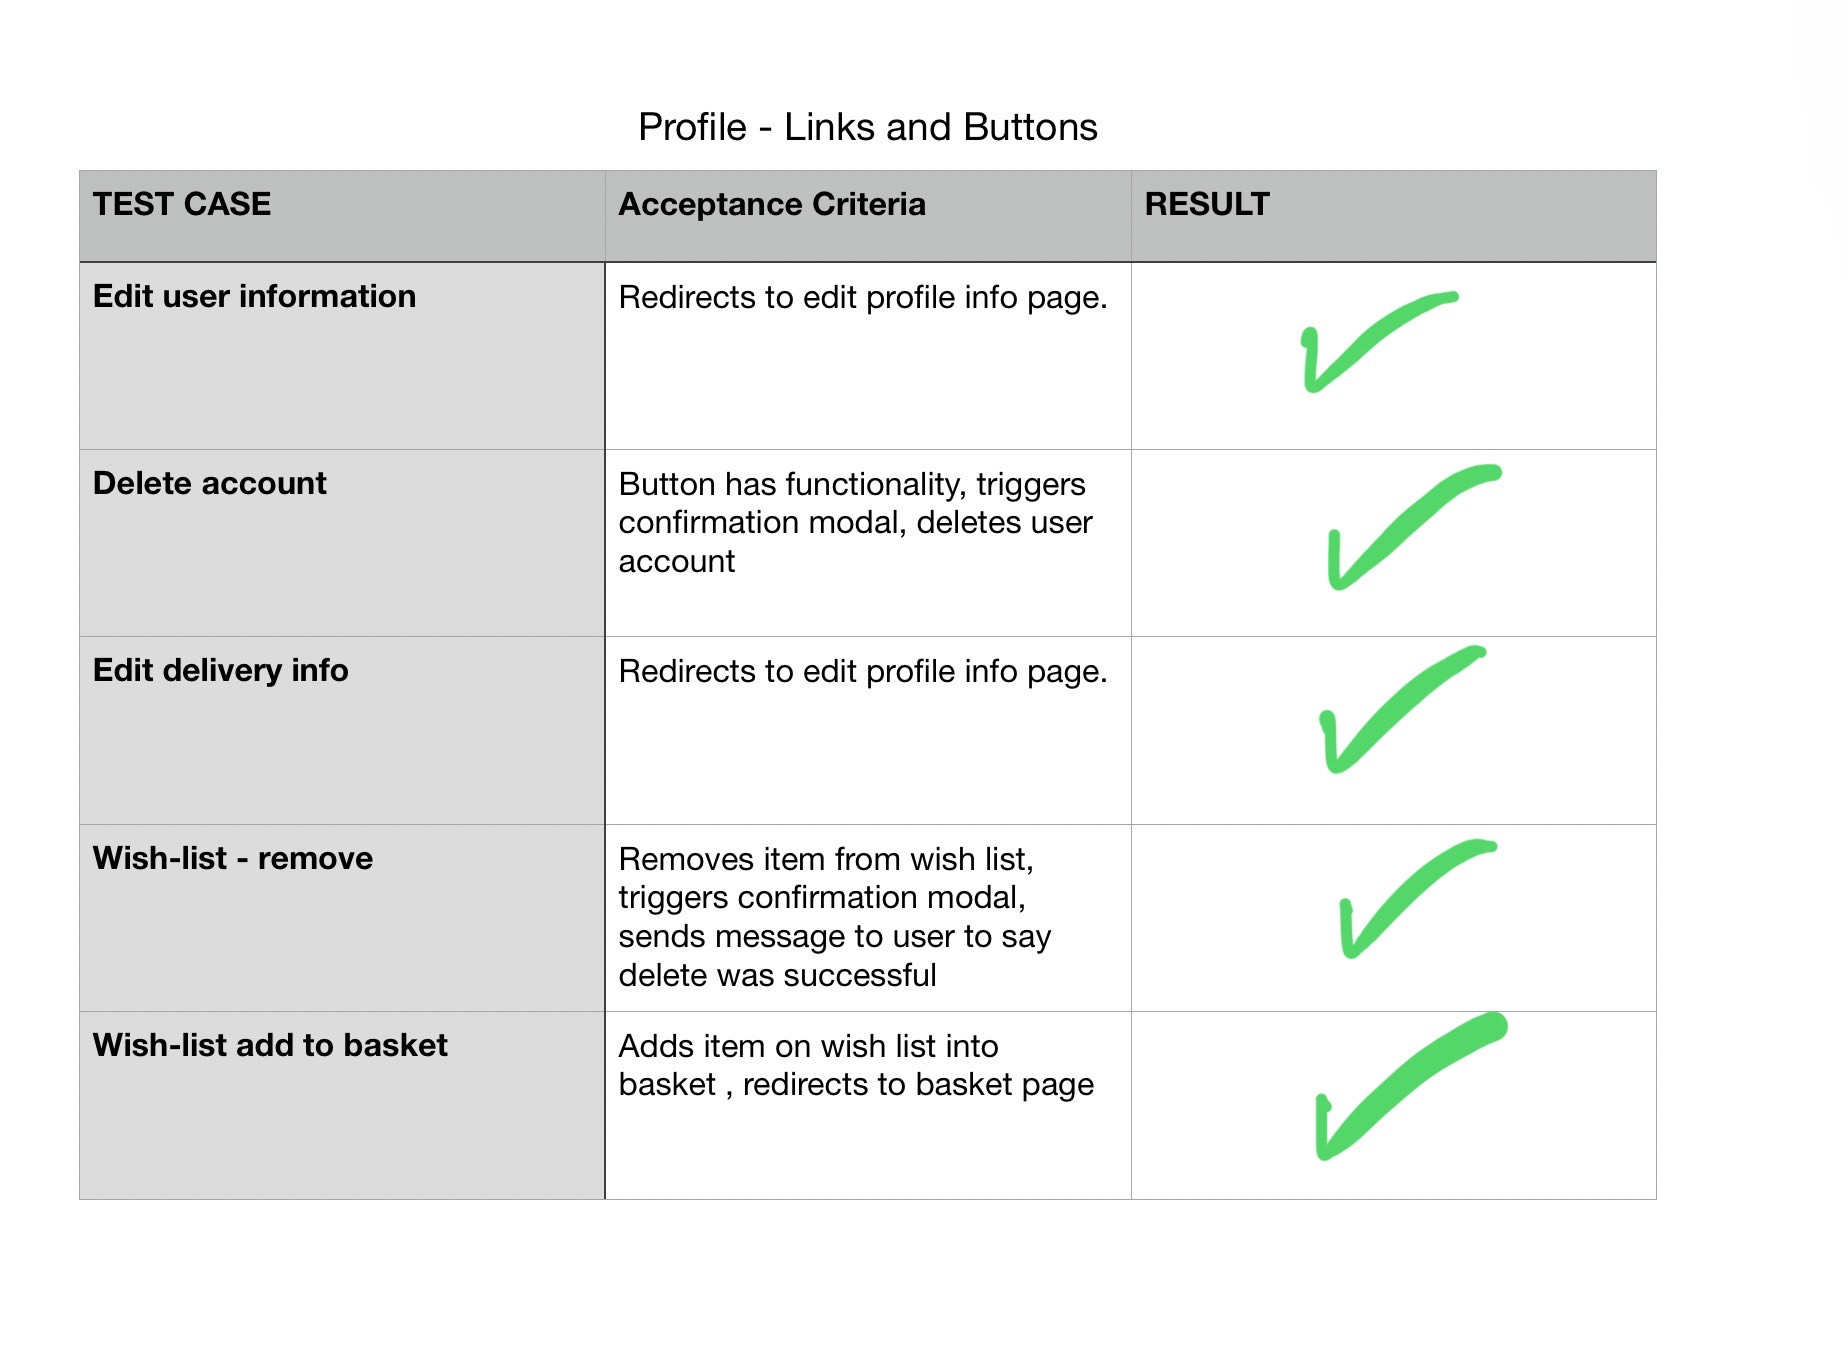 Profile - Links and Buttons
TEST CASE
Acceptance Criteria
RESULT
Edit user information
Redirects to edit profile info page.
Delete account
Button has functionality, triggers
confirmation modal, deletes user
account
Edit delivery info
Redirects to edit profile info page.
Wish-list - remove
Removes item from wish list,
triggers confirmation modal,
sends message to user to say
delete was successful
Wish-list add to basket
Adds item on wish list into
basket , redirects to basket page